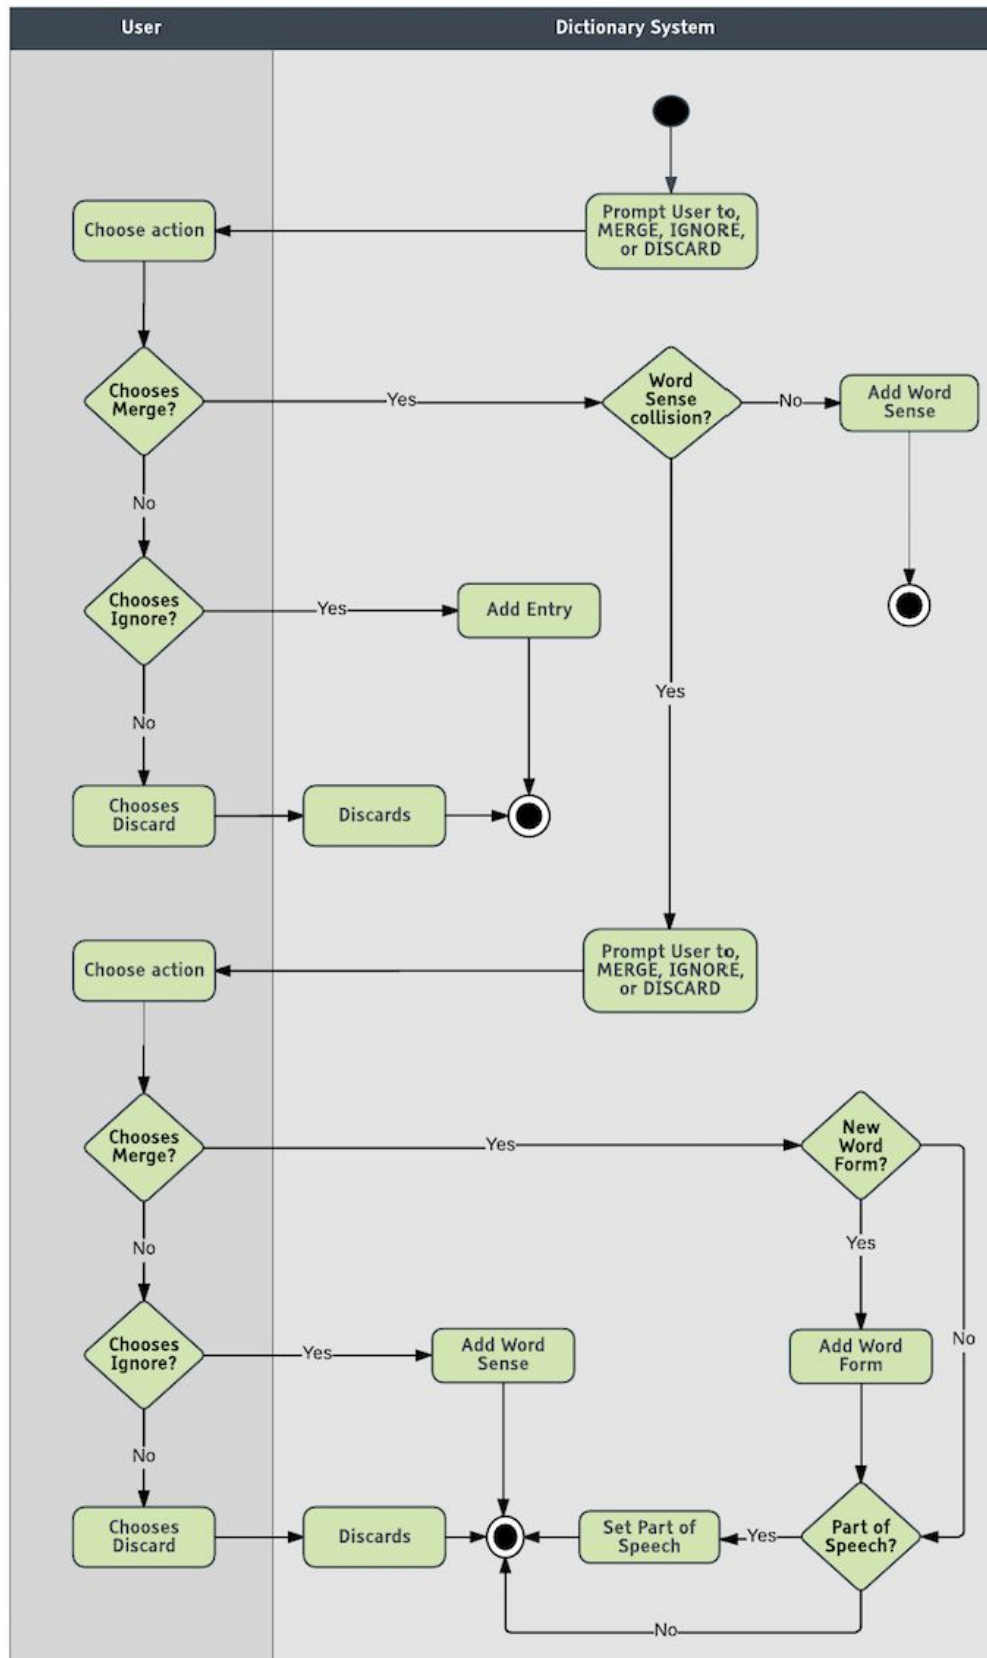 User
Dictionary System
Prompt User to,
MERGE, IGNORE,
or DISCARD
Choose action
Chooses
Merge?
Yes
Word
Sense
collision?
No
Add Word
Sense
No
Chooses
Ignore?
Yes
Add Entry
Yes
No
Chooses
Discard
Discards
Prompt User to,
MERGE, IGNORE,
or DISCARD
Choose action
Chooses
Merge?
Yes
New
Word
Form?
No
Yes
No
Chooses
Ignore?
Yes
Add Word
Sense
Add Word
Form
No
Chooses
Discard
Discards
Set Part of
Speech
Yes
Part of
Speech?
No